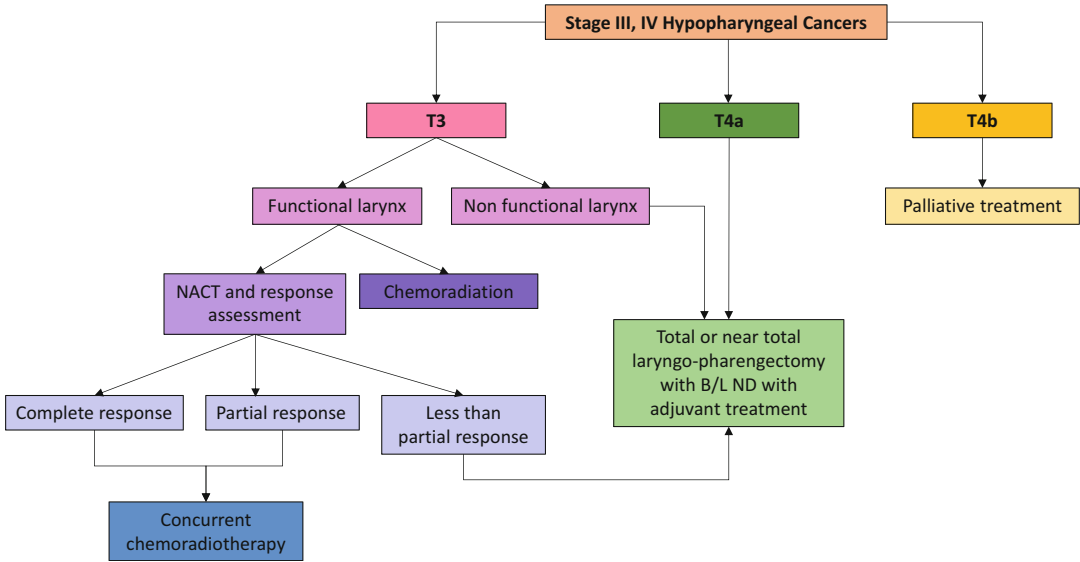 Stage III, IV Hypopharyngeal Cancers
T3
T4a
T4b
Functional larynx
Non functional larynx
Palliative treatment
NACT and response
assessment
Chemoradiation
Total or near total
laryngo-pharengectomy
with B/L ND with
adjuvant treatment
Complete response
Partial response
Less than
partial response
Concurrent
chemoradiotherapy